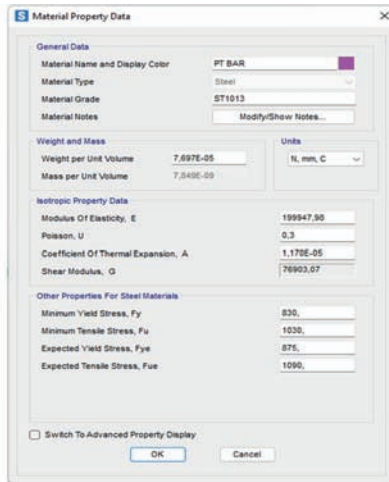 S Material Property Data
General Data
Material Name and Display Color PT BAR
Material Type Steel
Material Grade ST1013
Material Notes Modify/Show Notes...
Weight and Mass Units
Weight per Unit Volume 7,697E-05 N, mm, C
Mass per Unit Volume 7,849E-09
Isotropic Property Data
Modulus Of Elasticity, E 199947,98
Poisson, U 0,3
Coefficient Of Thermal Expansion, A 1,170E-05
Shear Modulus, G 76903,07
Other Properties For Steel Materials
Minimum Yield Stress, Fy 830,
Minimum Tensile Stress, Fu 1030,
Expected Yield Stress, Fye 875,
Expected Tensile Stress, Fue 1090,
Switch To Advanced Property Display
OK Cancel